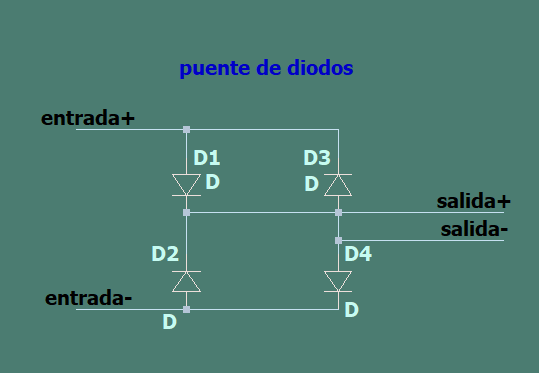 puente de diodos
entrada+
D1
D
D3
D
salida+
salida-
D2
D
D4
D
entrada-